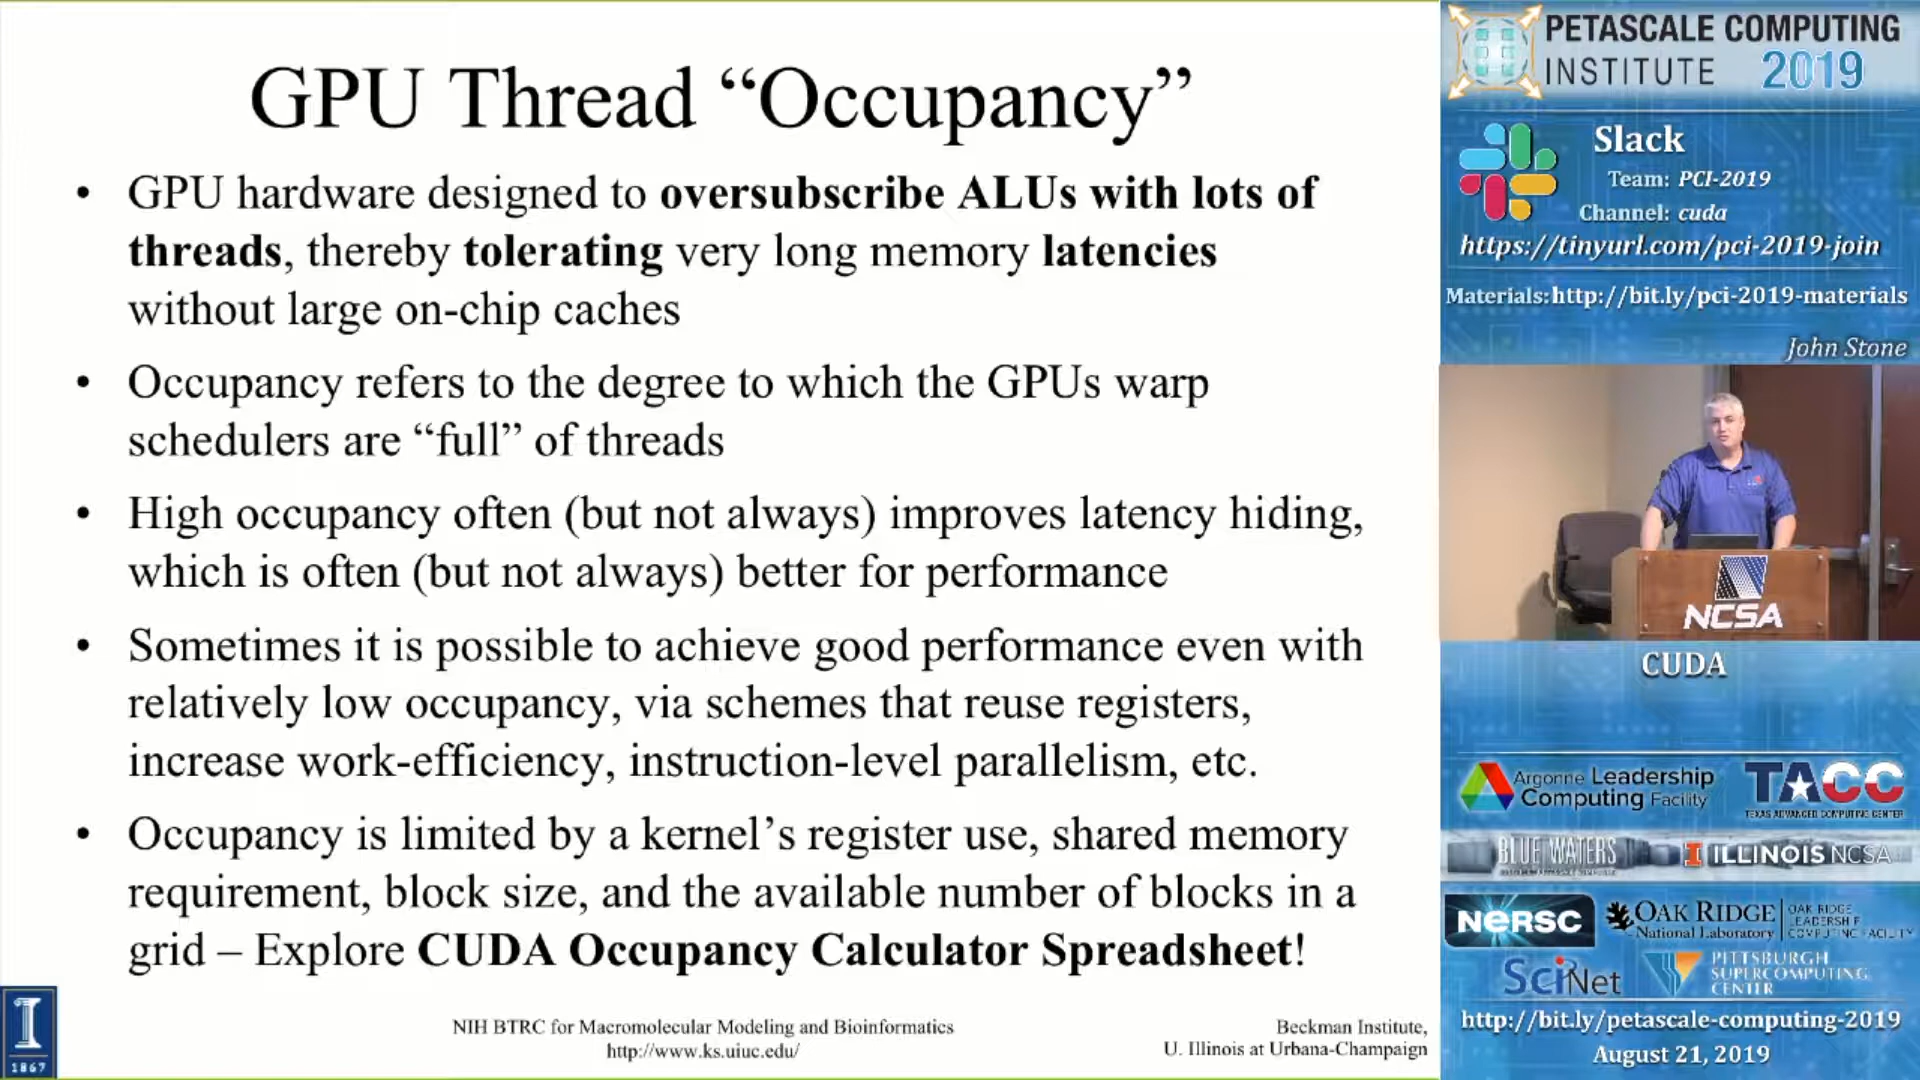 GPU Thread “Occupancy”
• GPU hardware designed to oversubscribe ALUs with lots of
threads, thereby tolerating very long memory latencies
without large on-chip caches
• Occupancy refers to the degree to which the GPUs warp
schedulers are “full” of threads
• High occupancy often (but not always) improves latency hiding,
which is often (but not always) better for performance
• Sometimes it is possible to achieve good performance even with
relatively low occupancy, via schemes that reuse registers,
increase work-efficiency, instruction-level parallelism, etc.
• Occupancy is limited by a kernel’s register use, shared memory
requirement, block size, and the available number of blocks in a
grid – Explore CUDA Occupancy Calculator Spreadsheet!
I
1867
NIH BTRC for Macromolecular Modeling and Bioinformatics
http://www.ks.uiuc.edu/
Beckman Institute,
U. Illinois at Urbana-Champaign
PETASCALE COMPUTING
INSTITUTE 2019
Slack
Team: PCI-2019
Channel: cuda
https://tinyurl.com/pci-2019-join
Materials:http://bit.ly/pci-2019-materials
John Stone
NCSA
CUDA
Argonne Leadership
Computing Facility
TACC
TEXAS ADVANCED COMPUTING CENTER
BLUE WATERS
I ILLINOIS NCSA
NERSC
OAK RIDGE
National Laboratory
OAK RIDGE
LEADERSHIP
COMPUTING FACILITY
SciNet
PITTSBURGH
SUPERCOMPUTING
CENTER
http://bit.ly/petascale-computing-2019
August 21, 2019